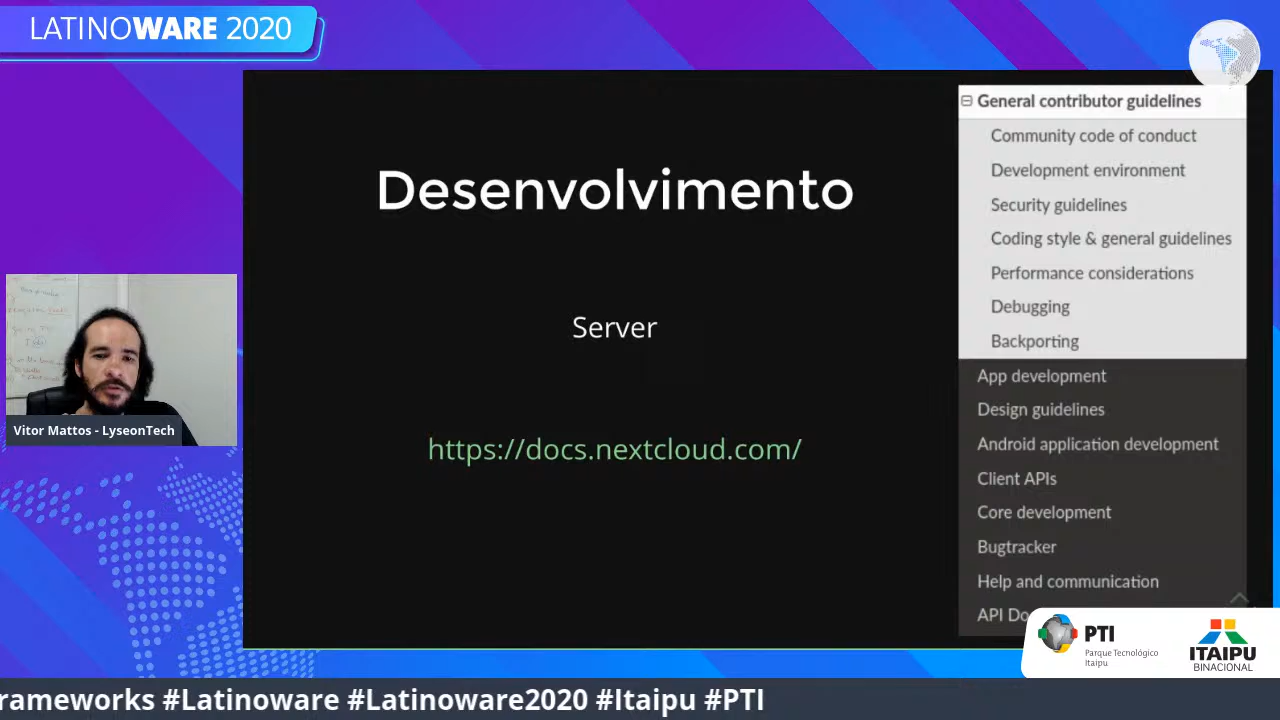 LATINOWARE 2020
Desenvolvimento
Server
https://docs.nextcloud.com/
General contributor guidelines
Community code of conduct
Development environment
Security guidelines
Coding style & general guidelines
Performance considerations
Debugging
Backporting
App development
Design guidelines
Android application development
Client APIs
Core development
Bugtracker
Help and communication
API Do
Vitor Mattos - LyseonTech
PTI
Parque Tecnológico
Itaipu
ITAIPU
BINACIONAL
rameworks #Latinoware #Latinoware2020 #Itaipu #PTI